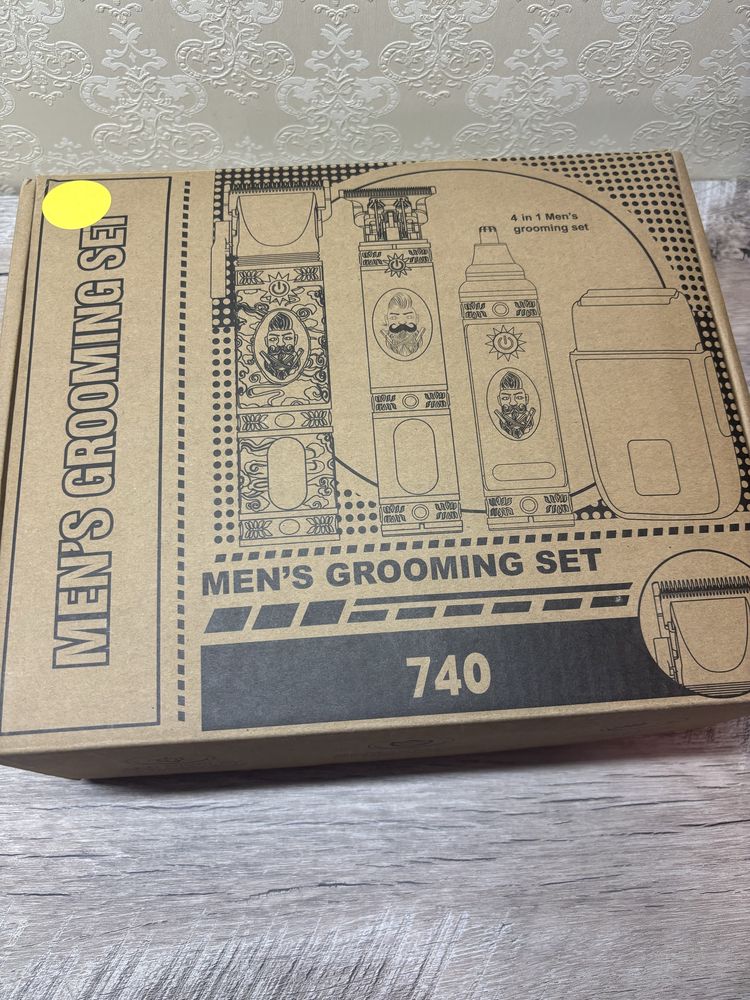 MEN'S GROOMING SET
4 in 1 Men's
grooming set
MEN'S GROOMING SET
740